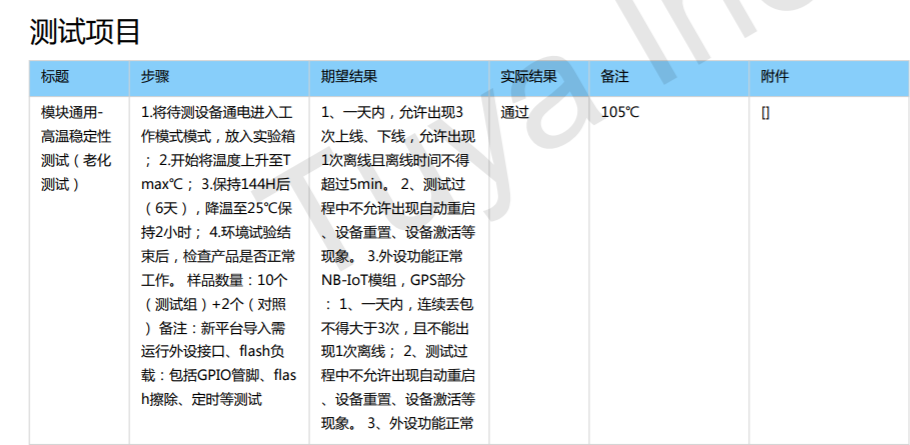 测试项目
标题
步骤
期望结果
实际结果
备注
附件
模块通用-
高温稳定性
测试（老化
测试）
1.将待测设备通电进入工
作模式模式，放入实验箱
； 2.开始将温度上升至T
max℃； 3.保持144H后
（6天），降温至25℃保
持2小时； 4.环境试验结
束后，检查产品是否正常
工作。 样品数量：10个
（测试组）+2个（对照
） 备注：新平台导入需
运行外设接口、flash负
载：包括GPIO管脚、flas
h擦除、定时等测试
1、一天内，允许出现3
次上线、下线，允许出现
1次离线且离线时间不得
超过5min。 2、测试过
程中不允许出现自动重启
、设备重置、设备激活等
现象。 3.外设功能正常
NB-IoT模组，GPS部分
： 1、一天内，连续丢包
不得大于3次，且不能出
现1次离线； 2、测试过
程中不允许出现自动重启
、设备重置、设备激活等
现象。 3、外设功能正常
通过
105℃
[]
Tuya Inc